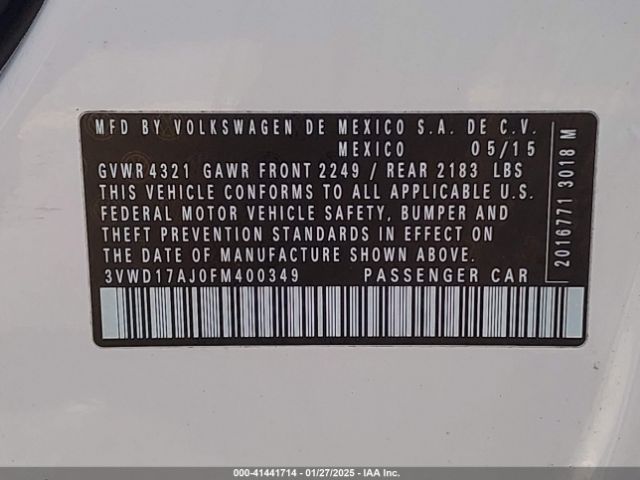 MFD BY VOLKSWAGEN DE MEXICO S.A. DE C.V.
MEXICO 05/15
GVWR 4321 GAWR FRONT 2249 / REAR 2183 LBS
THIS VEHICLE CONFORMS TO ALL APPLICABLE U.S.
FEDERAL MOTOR VEHICLE SAFETY, BUMPER AND
THEFT PREVENTION STANDARDS IN EFFECT ON
THE DATE OF MANUFACTURE SHOWN ABOVE.
3VWD17AJ0FM400349 PASSENGER CAR
2016771 3018 M
000-41441714 | 01/27/2025 | IAAI.COM